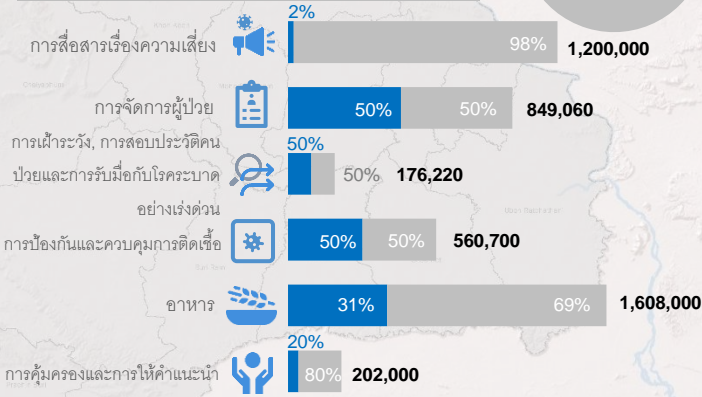 2%
การสื่อสารเรื่องความเสี่ยง 98% 1,200,000
การจัดการผู้ป่วย 50% 50% 849,060
การเฝ้าระวัง, การสอบประวัติคน 50%
ป่วยและการรับมือกับโรคระบาด 50% 176,220
อย่างเร่งด่วน
การป้องกันและควบคุมการติดเชื้อ 50% 50% 560,700
อาหาร 31% 69% 1,608,000
20%
การคุ้มครองและการให้คำแนะนำ 80% 202,000